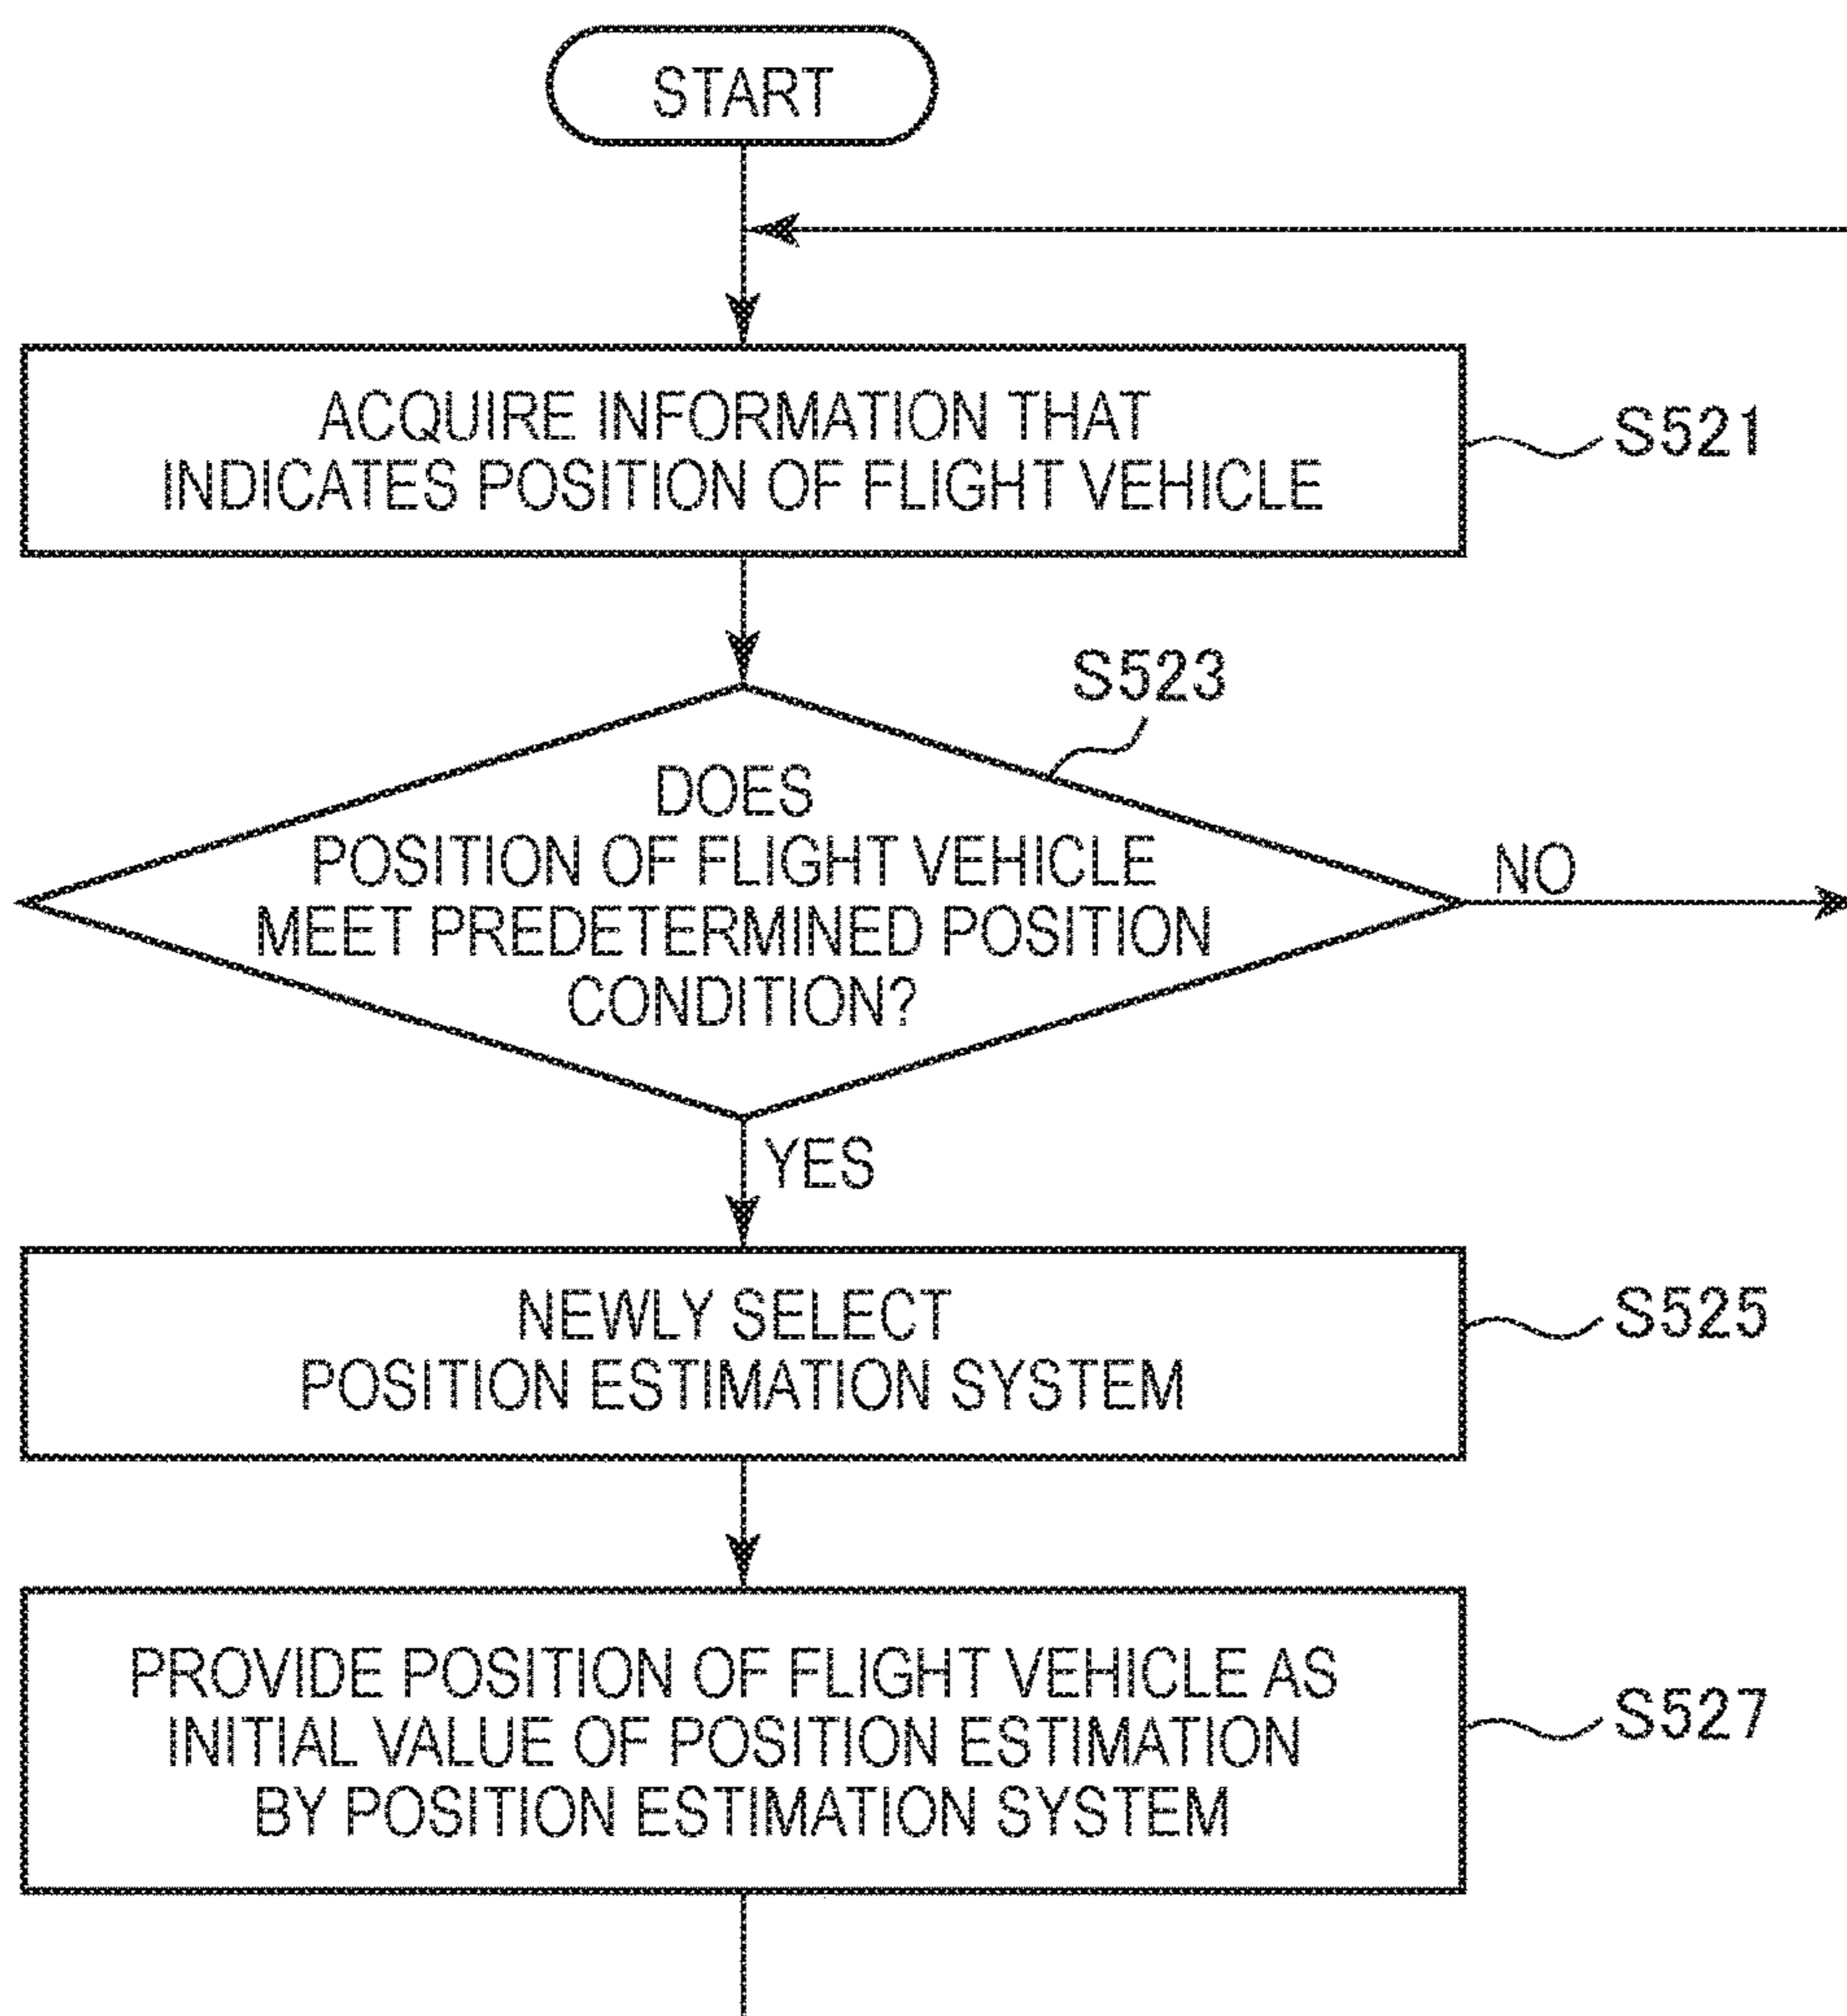 START
ACQUIRE INFORMATION THAT
INDICATES POSITION OF FLIGHT VEHICLE
S521
S523
DOES
POSITION OF FLIGHT VEHICLE
MEET PREDETERMINED POSITION
CONDITION?
NO
YES
NEWLY SELECT
POSITION ESTIMATION SYSTEM
S525
PROVIDE POSITION OF FLIGHT VEHICLE AS
INITIAL VALUE OF POSITION ESTIMATION
BY POSITION ESTIMATION SYSTEM
S527